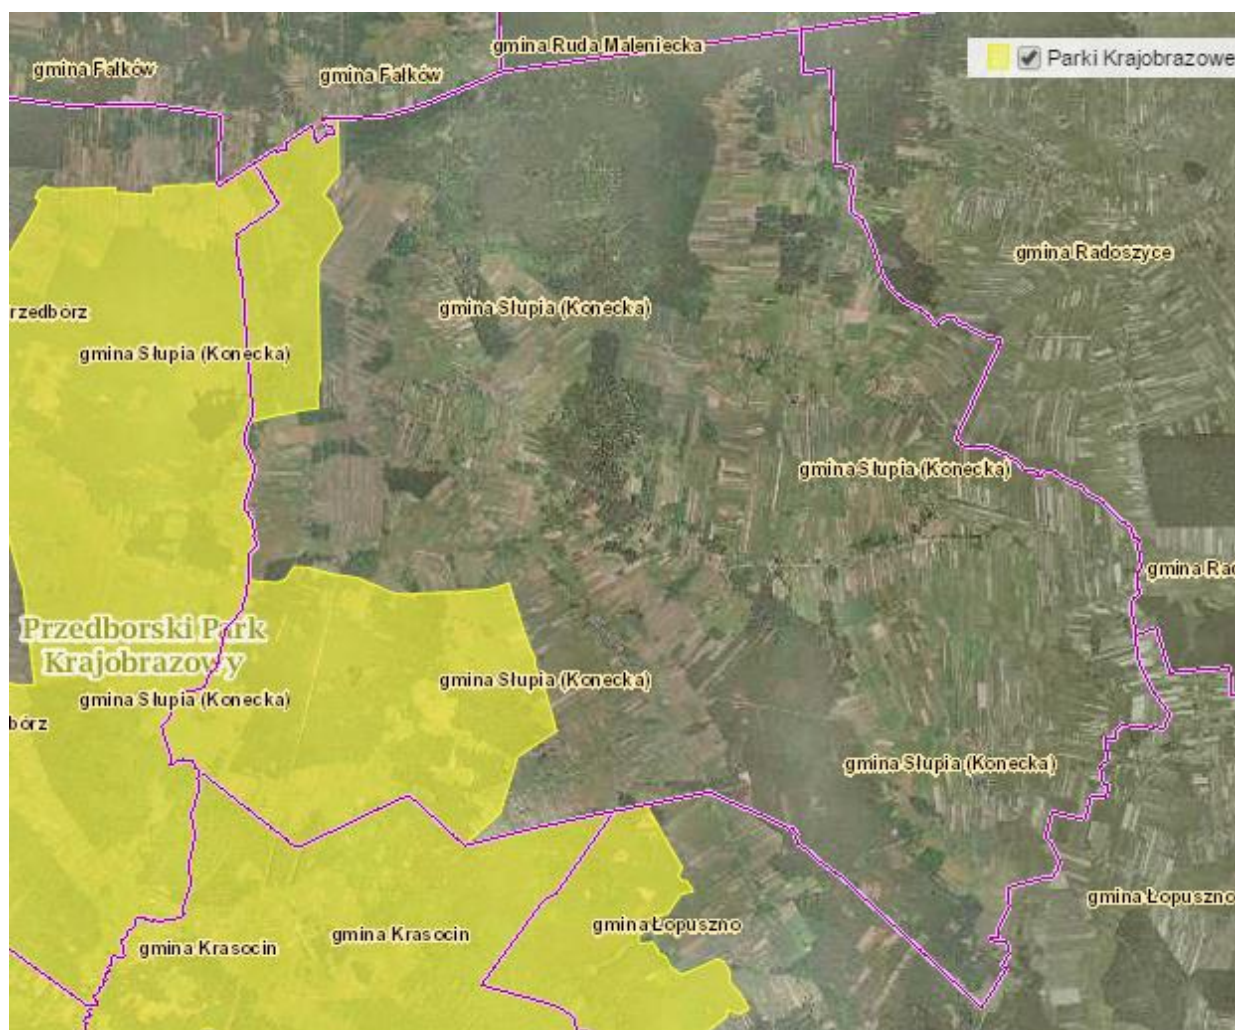 gmina Ruda Maleniecka
Parki Krajobrazowe
gmina Fałków
gmina Fałków
gmina Radoszyce
gmina Słupia (Konecka)
rzedbórz
gmina Słupia (Konecka)
gmina Słupia (Konecka)
gmina Rad
Przedborski Park
Krajobrazowy
gmina Słupia (Konecka)
gmina Słupia (Konecka)
bórz
gmina Słupia (Konecka)
gmina Łopuszno
gmina Łopuszno
gmina Krasocin
gmina Krasocin